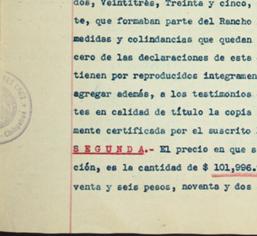 dos, Veintitrés, Treinta y cinco,
te, que formaban parte del Rancho
medidas y colindancias que quedan
cero de las declaraciones de esta
tienen por reproducidos integramen
agregar además, a los testimonios
tes en calidad de título la copia
mente certificada por el suscrito
SEGUNDA.- El precio en que s
ción, es la cantidad de $ 101,996.
venta y seis pesos, noventa y dos